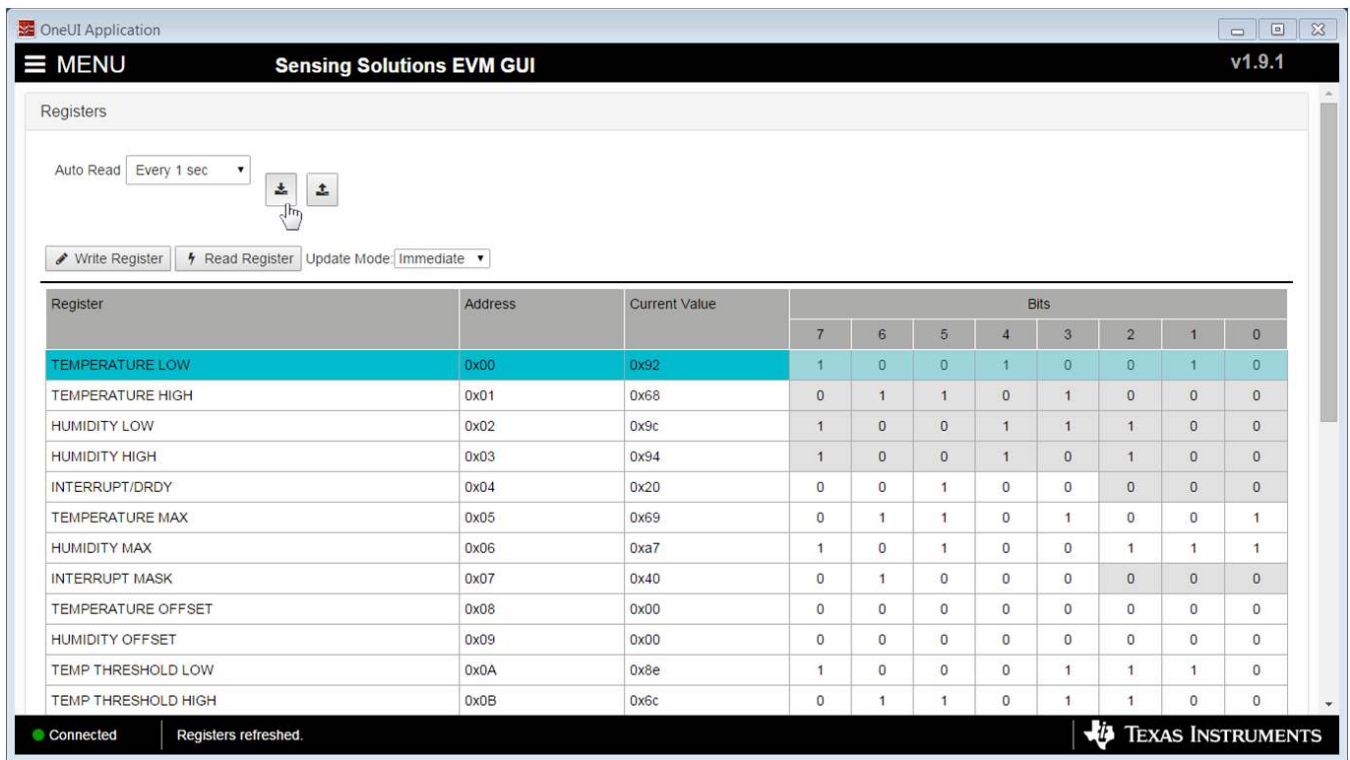 OneUI Application
MENU Sensing Solutions EVM GUI v1.9.1
Registers
Auto Read Every 1 sec
Write Register Read Register Update Mode: Immediate
Register Address Current Value Bits
7 6 5 4 3 2 1 0
TEMPERATURE LOW 0x00 0x92 1 0 0 1 0 0 1 0
TEMPERATURE HIGH 0x01 0x68 0 1 1 0 1 0 0 0
HUMIDITY LOW 0x02 0x9c 1 0 0 1 1 1 0 0
HUMIDITY HIGH 0x03 0x94 1 0 0 1 0 1 0 0
INTERRUPT/DRDY 0x04 0x20 0 0 1 0 0 0 0 0
TEMPERATURE MAX 0x05 0x69 0 1 1 0 1 0 0 1
HUMIDITY MAX 0x06 0xa7 1 0 1 0 0 1 1 1
INTERRUPT MASK 0x07 0x40 0 1 0 0 0 0 0 0
TEMPERATURE OFFSET 0x08 0x00 0 0 0 0 0 0 0 0
HUMIDITY OFFSET 0x09 0x00 0 0 0 0 0 0 0 0
TEMP THRESHOLD LOW 0x0A 0x8e 1 0 0 0 1 1 1 0
TEMP THRESHOLD HIGH 0x0B 0x6c 0 1 1 0 1 1 0 0
Connected Registers refreshed. TEXAS INSTRUMENTS